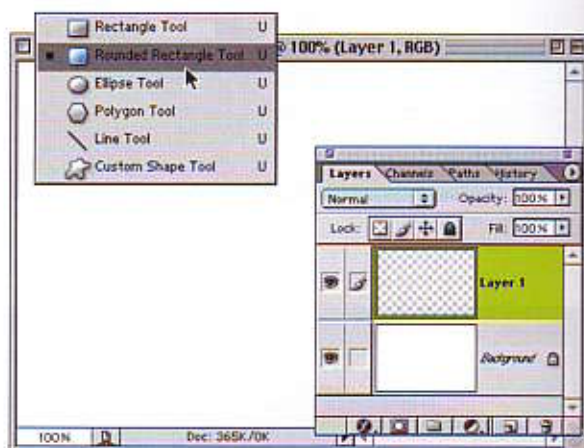 Rectangle Tool U
Rounded Rectangle Tool U
@ 100% (Layer 1, RGB)
Ellipse Tool U
Polygon Tool U
Line Tool U
Custom Shape Tool U
Layers Channels Paths History
Normal Opacity: 100%
Lock: Fill: 100%
Layer 1
Background
100% Doc: 365K/0K